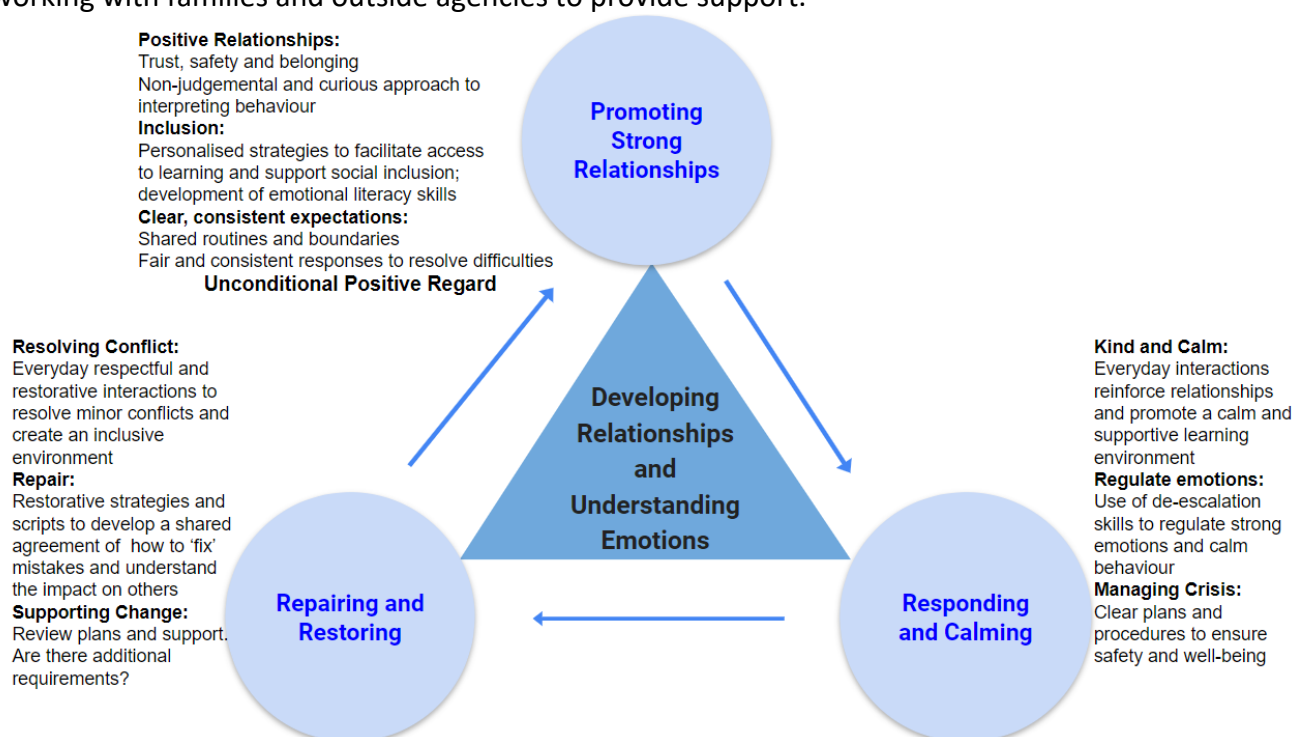 working with families and outside agencies to provide support.
Positive Relationships:
Trust, safety and belonging
Non-judgemental and curious approach to
interpreting behaviour
Inclusion:
Personalised strategies to facilitate access
to learning and support social inclusion;
development of emotional literacy skills
Clear, consistent expectations:
Shared routines and boundaries
Fair and consistent responses to resolve difficulties
Unconditional Positive Regard
Promoting
Strong
Relationships
Developing
Relationships
and
Understanding
Emotions
Kind and Calm:
Everyday interactions
reinforce relationships
and promote a calm and
supportive learning
environment
Regulate emotions:
Use of de-escalation
skills to regulate strong
emotions and calm
behaviour
Managing Crisis:
Clear plans and
procedures to ensure
safety and well-being
Responding
and Calming
Resolving Conflict:
Everyday respectful and
restorative interactions to
resolve minor conflicts and
create an inclusive
environment
Repair:
Restorative strategies and
scripts to develop a shared
agreement of how to ‘fix’
mistakes and understand
the impact on others
Supporting Change:
Review plans and support.
Are there additional
requirements?
Repairing and
Restoring